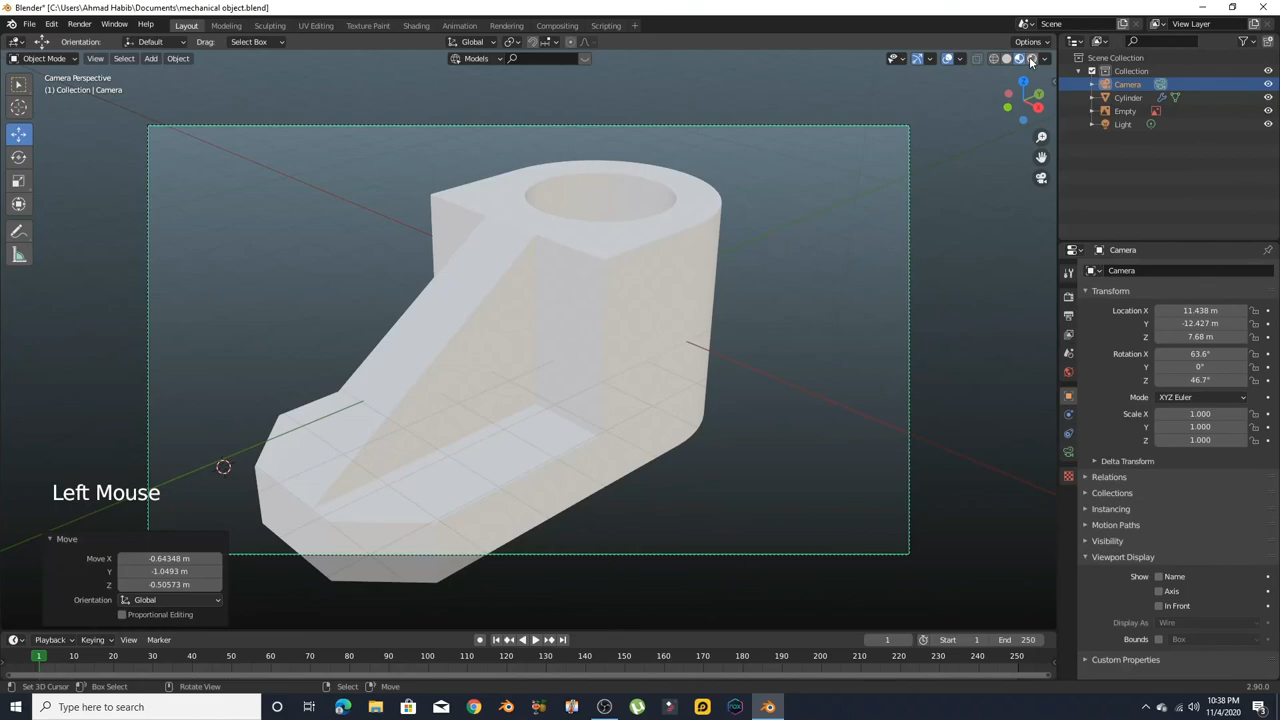 Blender* [C:\Users\Ahmad Habib\Documents\mechanical object.blend]
File Edit Render Window Help
Layout Modeling Sculpting UV Editing Texture Paint Shading Animation Rendering Compositing Scripting
Scene View Layer
Orientation: Default Drag: Select Box Global Options
Object Mode View Select Add Object Models
Camera Perspective
(1) Collection | Camera
Z
Y
X
Scene Collection
Collection
Camera
Cylinder
Empty
Light
Camera
Camera
Transform
Location X 11.438 m
Y -12.427 m
Z 7.68 m
Rotation X 63.6°
Y 0°
Z 46.7°
Mode XYZ Euler
Scale X 1.000
Y 1.000
Z 1.000
Delta Transform
Relations
Collections
Instancing
Motion Paths
Visibility
Viewport Display
Show Name
Axis
In Front
Display As Wire
Bounds Box
Custom Properties
Left Mouse
Move
Move X -0.64348 m
Y -1.0493 m
Z -0.50573 m
Orientation Global
Proportional Editing
Playback Keying View Marker 1 Start 1 End 250
1 10 20 30 40 50 60 70 80 90 100 110 120 130 140 150 160 170 180 190 200 210 220 230 240 250
Set 3D Cursor Box Select Rotate View Select Move 2.90.0
Type here to search
10:38 PM
11/4/2020
3